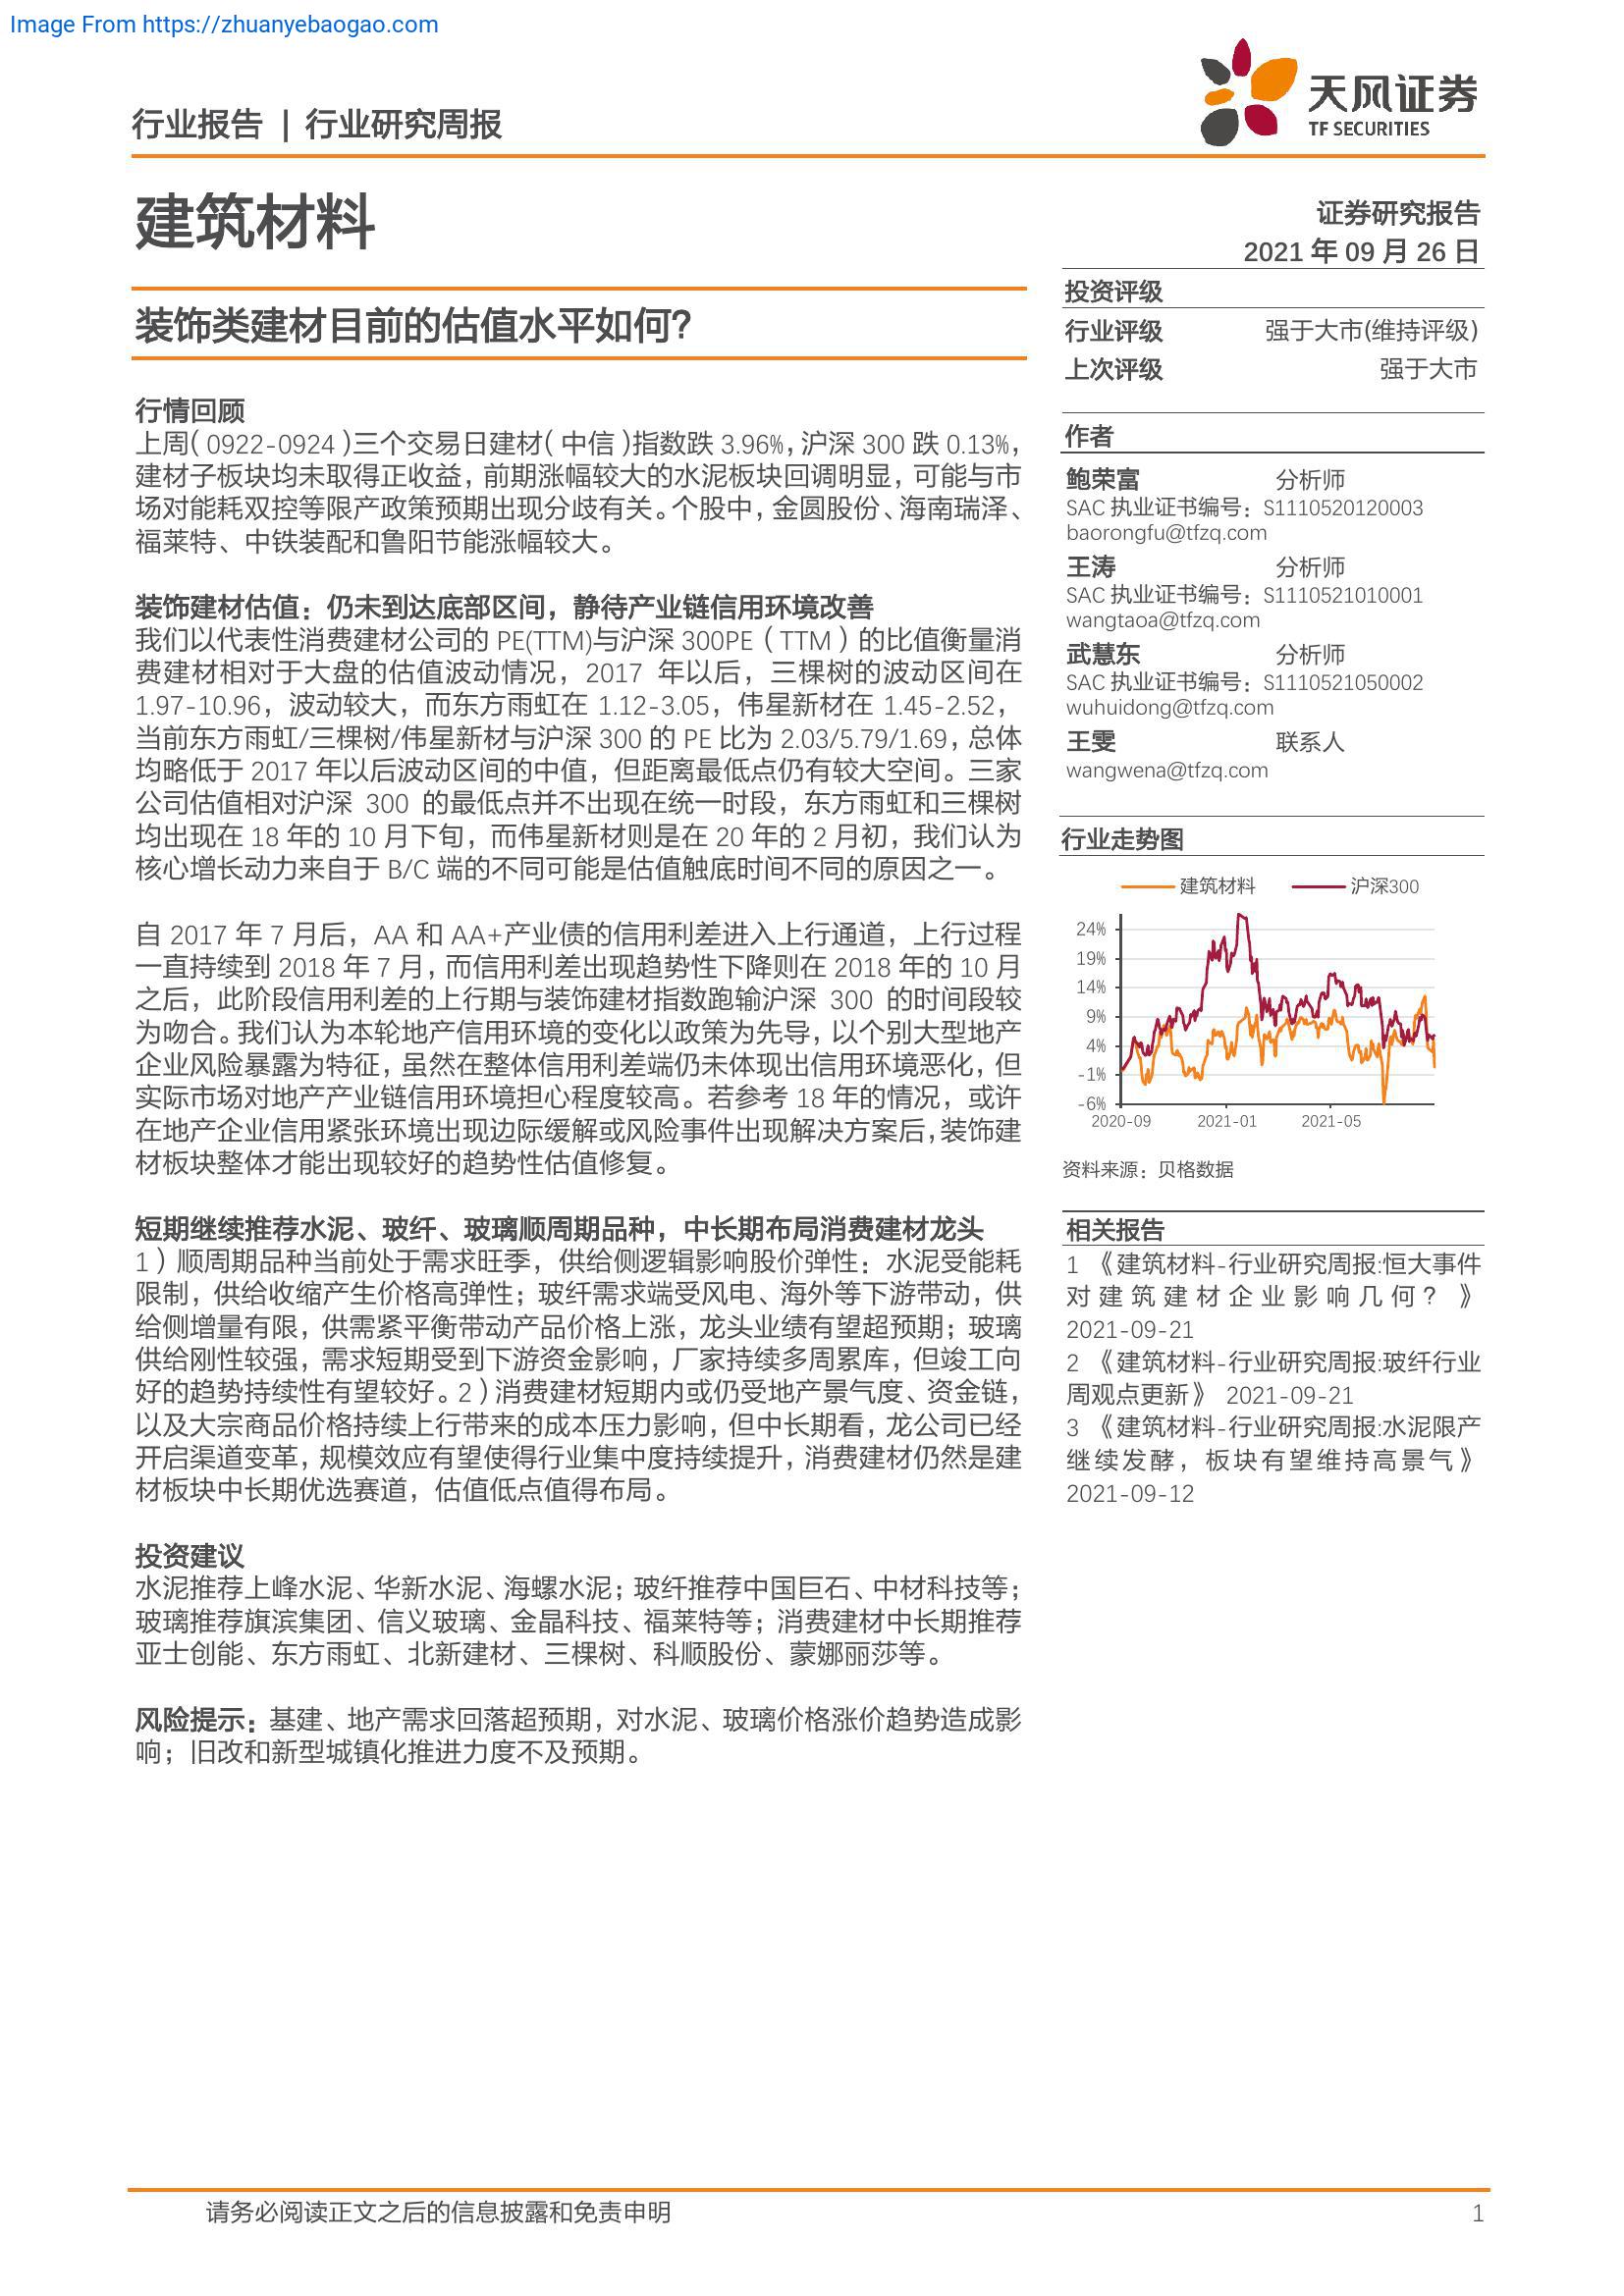 Image From https://zhuanyebaogao.com
行业报告 | 行业研究周报
天风证券
TF SECURITIES
建筑材料
证券研究报告
2021 年 09 月 26 日
装饰类建材目前的估值水平如何？
行情回顾
上周（0922-0924）三个交易日建材（中信）指数跌 3.96%，沪深 300 跌 0.13%，
建材子板块均未取得正收益，前期涨幅较大的水泥板块回调明显，可能与市
场对能耗双控等限产政策预期出现分歧有关。个股中，金圆股份、海南瑞泽、
福莱特、中铁装配和鲁阳节能涨幅较大。
装饰建材估值：仍未到达底部区间，静待产业链信用环境改善
我们以代表性消费建材公司的 PE(TTM)与沪深 300PE（TTM）的比值衡量消
费建材相对于大盘的估值波动情况，2017 年以后，三棵树的波动区间在
1.97-10.96，波动较大，而东方雨虹在 1.12-3.05，伟星新材在 1.45-2.52，
当前东方雨虹/三棵树/伟星新材与沪深 300 的 PE 比为 2.03/5.79/1.69，总体
均略低于 2017 年以后波动区间的中值，但距离最低点仍有较大空间。三家
公司估值相对沪深 300 的最低点并不出现在统一时段，东方雨虹和三棵树
均出现在 18 年的 10 月下旬，而伟星新材则是在 20 年的 2 月初，我们认为
核心增长动力来自于 B/C 端的不同可能是估值触底时间不同的原因之一。
自 2017 年 7 月后，AA 和 AA+产业债的信用利差进入上行通道，上行过程
一直持续到 2018 年 7 月，而信用利差出现趋势性下降则在 2018 年的 10 月
之后，此阶段信用利差的上行期与装饰建材指数跑输沪深 300 的时间段较
为吻合。我们认为本轮地产信用环境的变化以政策为先导，以个别大型地产
企业风险暴露为特征，虽然在整体信用利差端仍未体现出信用环境恶化，但
实际市场对地产产业链信用环境担心程度较高。若参考 18 年的情况，或许
在地产企业信用紧张环境出现边际缓解或风险事件出现解决方案后，装饰建
材板块整体才能出现较好的趋势性估值修复。
短期继续推荐水泥、玻纤、玻璃顺周期品种，中长期布局消费建材龙头
1）顺周期品种当前处于需求旺季，供给侧逻辑影响股价弹性：水泥受能耗
限制，供给收缩产生价格高弹性；玻纤需求端受风电、海外等下游带动，供
给侧增量有限，供需紧平衡带动产品价格上涨，龙头业绩有望超预期；玻璃
供给刚性较强，需求短期受到下游资金影响，厂家持续多周累库，但竣工向
好的趋势持续性有望较好。2）消费建材短期内或仍受地产景气度、资金链，
以及大宗商品价格持续上行带来的成本压力影响，但中长期看，龙公司已经
开启渠道变革，规模效应有望使得行业集中度持续提升，消费建材仍然是建
材板块中长期优选赛道，估值低点值得布局。
投资建议
水泥推荐上峰水泥、华新水泥、海螺水泥；玻纤推荐中国巨石、中材科技等；
玻璃推荐旗滨集团、信义玻璃、金晶科技、福莱特等；消费建材中长期推荐
亚士创能、东方雨虹、北新建材、三棵树、科顺股份、蒙娜丽莎等。
风险提示：基建、地产需求回落超预期，对水泥、玻璃价格涨价趋势造成影
响；旧改和新型城镇化推进力度不及预期。
投资评级
行业评级 强于大市(维持评级)
上次评级 强于大市
作者
鲍荣富 分析师
SAC 执业证书编号：S1110520120003
baorongfu@tfzq.com
王涛 分析师
SAC 执业证书编号：S1110521010001
wangtaoa@tfzq.com
武慧东 分析师
SAC 执业证书编号：S1110521050002
wuhuidong@tfzq.com
王雯 联系人
wangwena@tfzq.com
行业走势图
建筑材料 沪深300
24%
19%
14%
9%
4%
-1%
-6%
2020-09 2021-01 2021-05
资料来源：贝格数据
相关报告
1 《建筑材料-行业研究周报:恒大事件
对建筑建材企业影响几何？》
2021-09-21
2 《建筑材料-行业研究周报:玻纤行业
周观点更新》 2021-09-21
3 《建筑材料-行业研究周报:水泥限产
继续发酵，板块有望维持高景气》
2021-09-12
请务必阅读正文之后的信息披露和免责申明 1